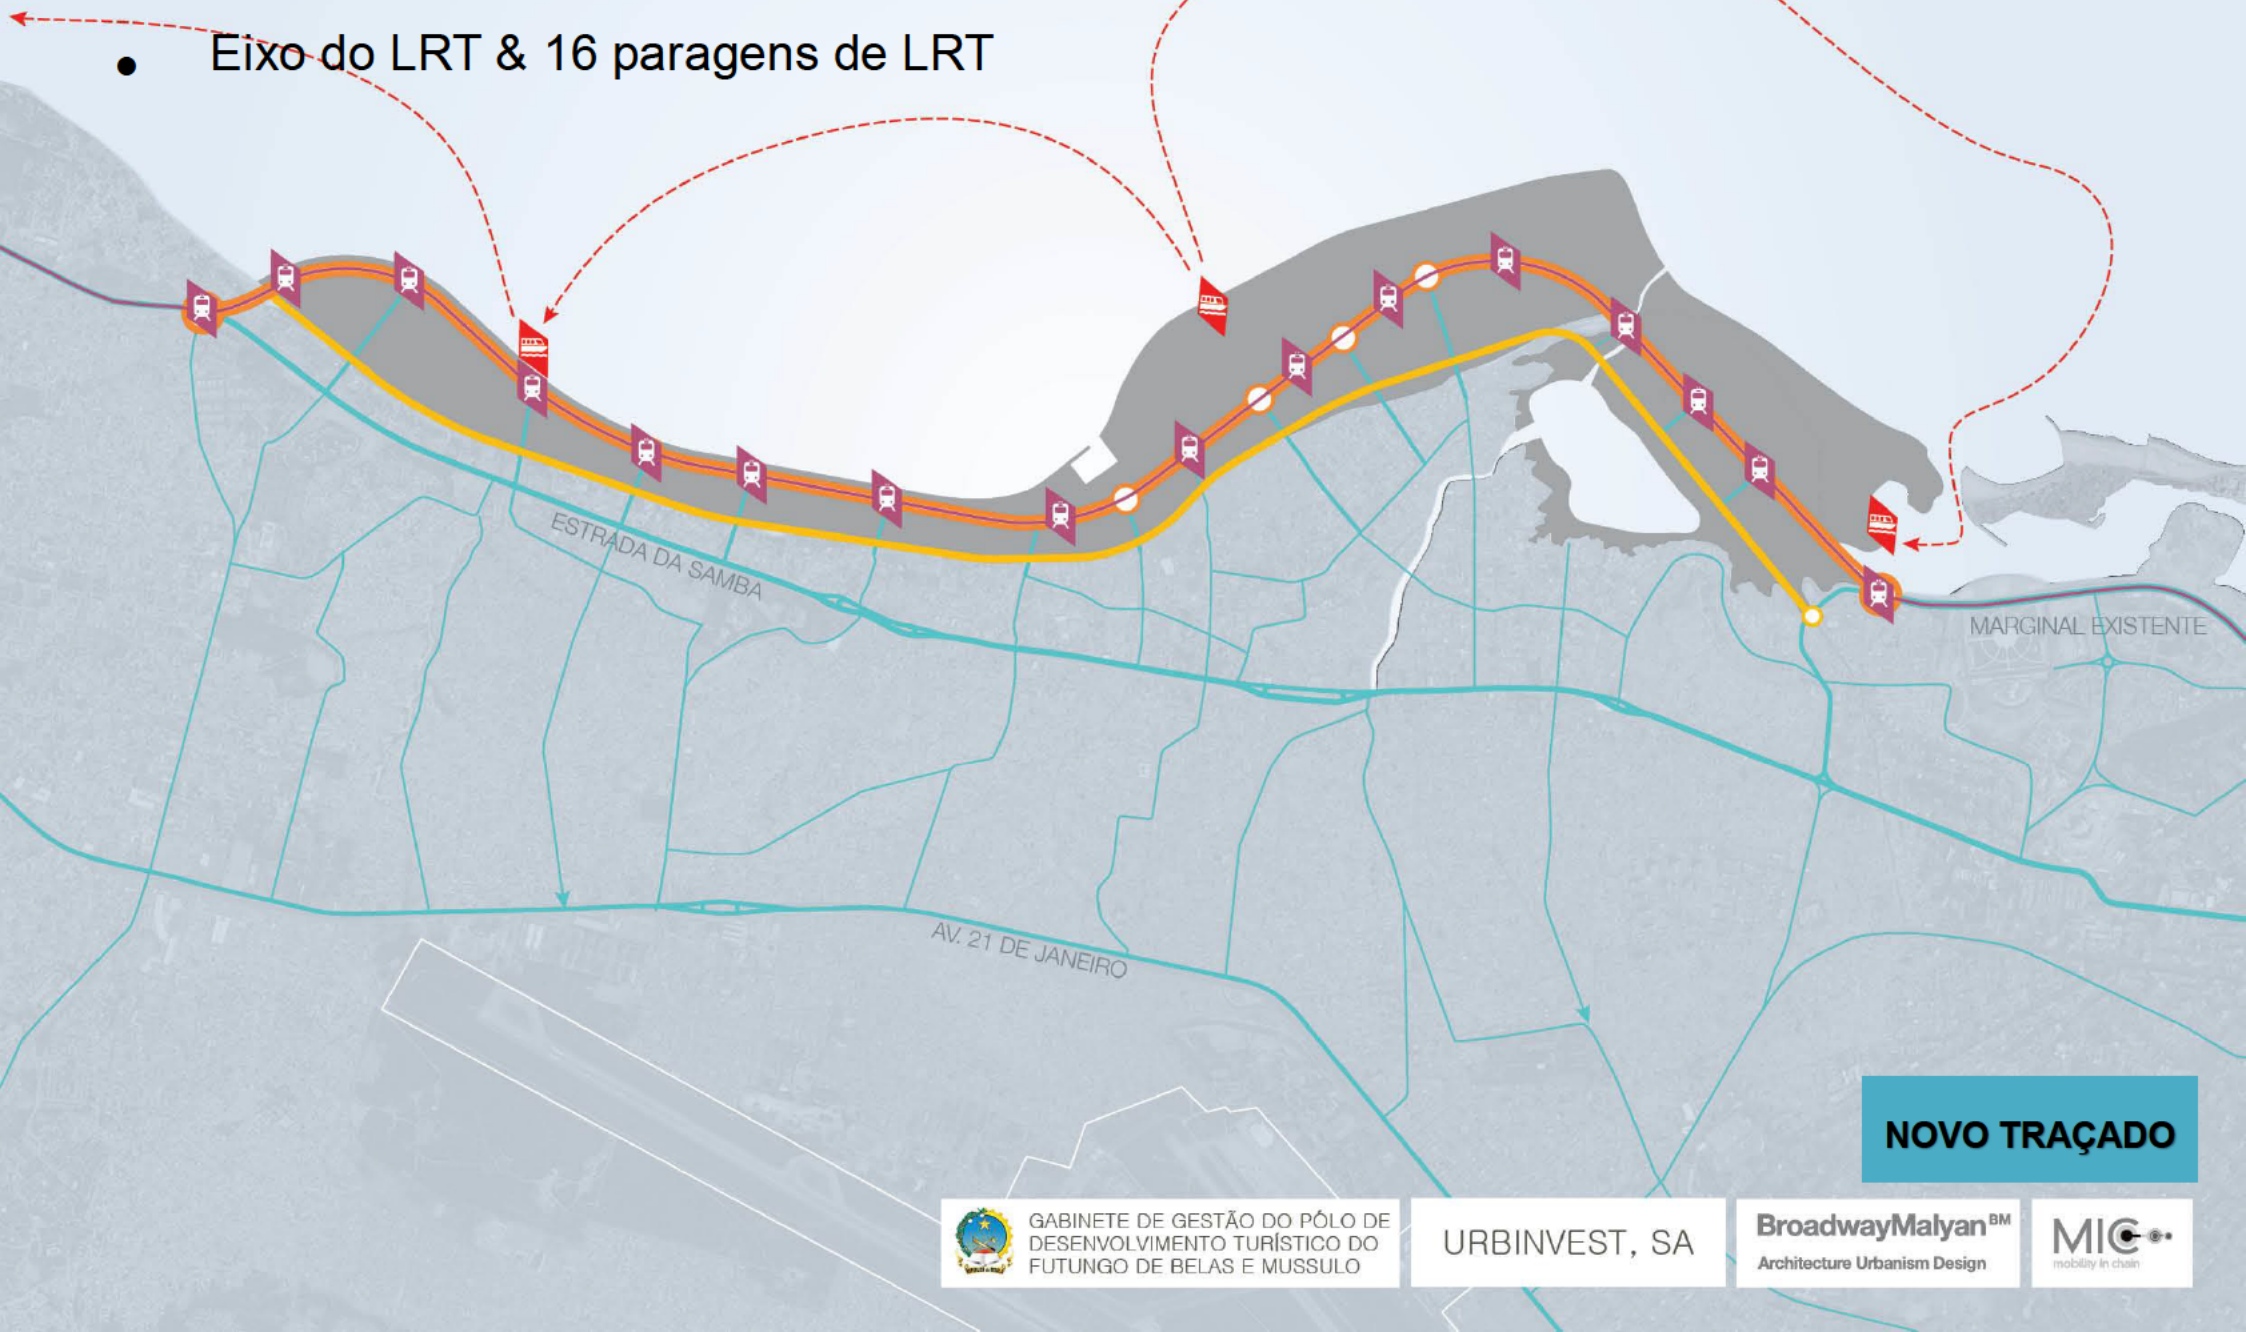 • Eixo do LRT & 16 paragens de LRT
ESTRADA DA SAMBA
MARGINAL EXISTENTE
AV. 21 DE JANEIRO
NOVO TRAÇADO
GABINETE DE GESTÃO DO PÓLO DE
DESENVOLVIMENTO TURÍSTICO DO
FUTUNGO DE BELAS E MUSSULO
URBINVEST, SA
BroadwayMalyan BM
Architecture Urbanism Design
MIC
mobility in chain